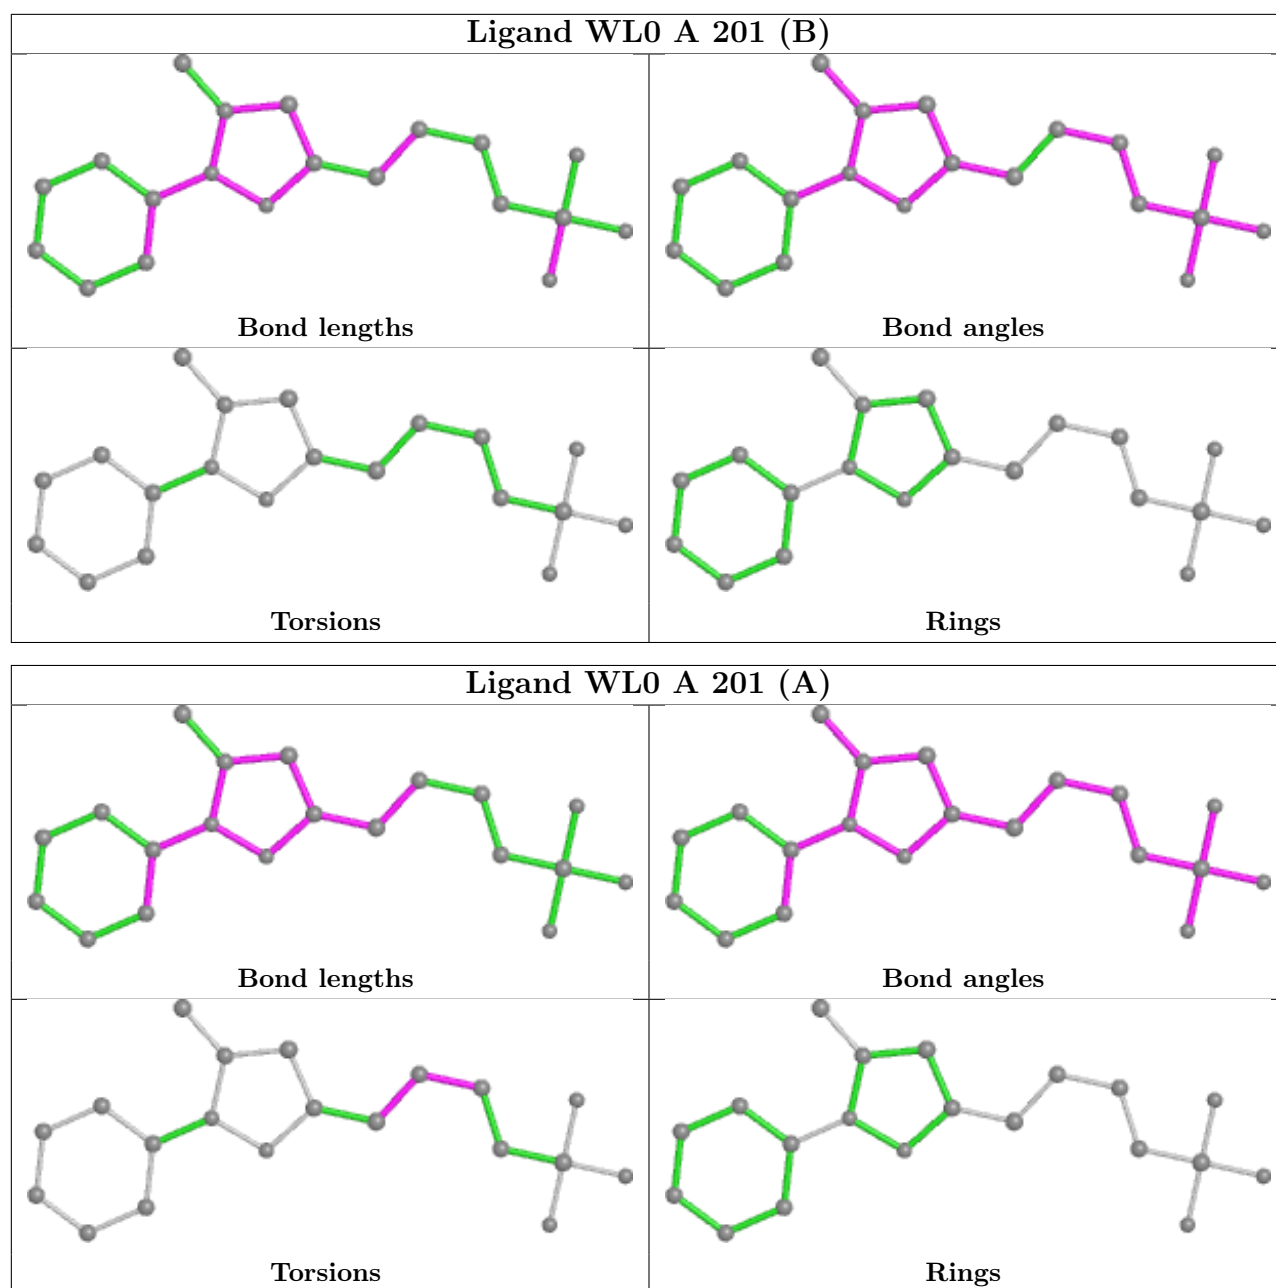 Ligand WL0 A 201 (B)
Bond lengths
Bond angles
Torsions
Rings
Ligand WL0 A 201 (A)
Bond lengths
Bond angles
Torsions
Rings